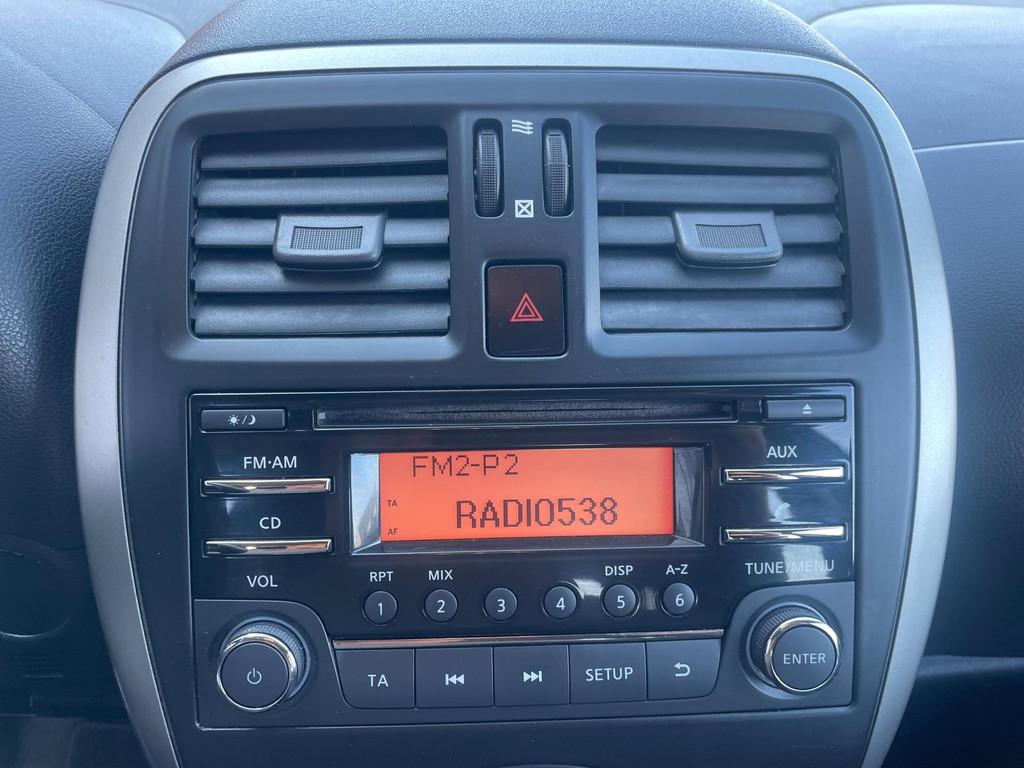 FM·AM
AUX
FM2-P2
TA
RADIO538
AF
CD
VOL
TUNE/MENU
RPT MIX DISP A-Z
1 2 3 4 5 6
TA SETUP ENTER